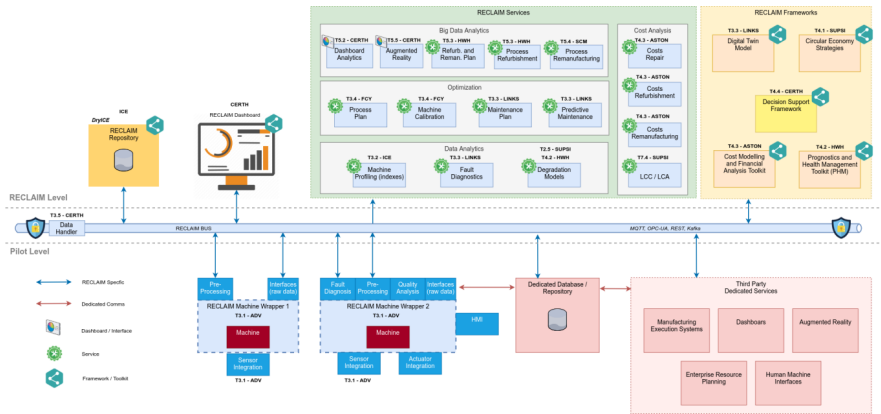 RECLAIM Services
Big Data Analytics
T5.2 - CERTH
Dashboard
Analytics
T5.5 - CERTH
Augmented
Reality
T5.3 - HWH
Refurb. and
Reman. Plan
T5.3 - HWH
Process
Refurbishment
T5.4 - SCM
Process
Remanufacturing
Optimization
T3.4 - FCY
Process
Plan
T3.4 - FCY
Machine
Calibration
T3.3 - LINKS
Maintenance
Plan
T3.3 - LINKS
Predictive
Maintenance
Data Analytics
T3.2 - ICE
Machine
Profiling (indexes)
T3.3 - LINKS
Fault
Diagnostics
T2.5 - SUPSI
T4.2 - HWH
Degradation
Models
Cost Analysis
T4.3 - ASTON
Costs
Repair
T4.3 - ASTON
Costs
Refurbishment
T4.3 - ASTON
Costs
Remanufacturing
T7.4 - SUPSI
LCC / LCA
RECLAIM Frameworks
T3.3 - LINKS
Digital Twin
Model
T4.1 - SUPSI
Circular Economy
Strategies
T4.4 - CERTH
Decision Support
Framework
T4.3 - ASTON
Cost Modelling
and Financial
Analysis Toolkit
T4.2 - HWH
Prognostics and
Health Management
Toolkit (PHM)
ICE
DryICE
RECLAIM
Repository
CERTH
RECLAIM Dashboard
RECLAIM Level
T3.5 - CERTH
Data
Handler
RECLAIM BUS
MQTT, OPC-UA, REST, Kafka
Pilot Level
RECLAIM Specific
Dedicated Comms
Dashboard / Interface
Service
Framework / Toolkit
Pre-
Processing
Interfaces
(raw data)
RECLAIM Machine Wrapper 1
T3.1 - ADV
Machine
Sensor
Integration
T3.1 - ADV
Fault
Diagnosis
Pre-
Processing
Quality
Analysis
Interfaces
(raw data)
RECLAIM Machine Wrapper 2
T3.1 - ADV
Machine
HMI
Sensor
Integration
T3.1 - ADV
Actuator
Integration
Dedicated Database /
Repository
Third Party
Dedicated Services
Manufacturing
Execution Systems
Dashboars
Augmented Reality
Enterprise Resource
Planning
Human Machine
Interfaces